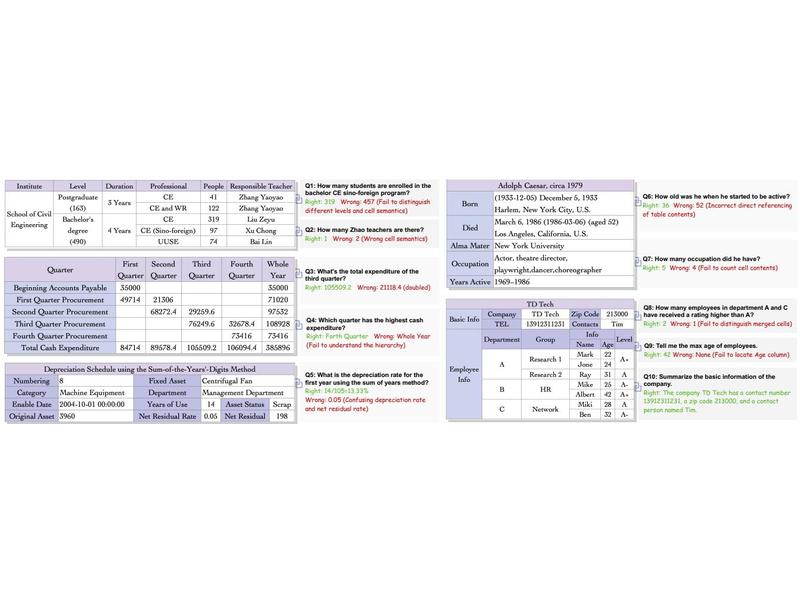 Institute Level Duration Professional People Responsible Teacher
School of Civil Engineering
Postgraduate (163) 3 Years CE 41 Zhang Yaoyao
CE and WR 122 Zhang Yaoyao
Bachelor's degree (490) 4 Years CE 319 Liu Zeyu
CE (Sino-foreign) 97 Xu Chong
UUSE 74 Bai Lin
Q1: How many students are enrolled in the
bachelor CE sino-foreign program?
Right: 319 Wrong: 457 (Fail to distinguish
different levels and cell semantics)
Q2: How many Zhao teachers are there?
Right: 1 Wrong: 2 (Wrong cell semantics)
Quarter First Quarter Second Quarter Third Quarter Fourth Quarter Whole Year
Beginning Accounts Payable 35000 35000
First Quarter Procurement 49714 21306 71020
Second Quarter Procurement 68272.4 29259.6 97532
Third Quarter Procurement 76249.6 32678.4 108928
Fourth Quarter Procurement 73416 73416
Total Cash Expenditure 84714 89578.4 105509.2 106094.4 385896
Q3: What's the total expenditure of the
third quarter?
Right: 105509.2 Wrong: 21118.4 (doubled)
Q4: Which quarter has the highest cash
expenditure?
Right: Forth Quarter Wrong: Whole Year
(Fail to understand the hierarchy)
Depreciation Schedule using the Sum-of-the-Years'-Digits Method
Numbering 8 Fixed Asset Centrifugal Fan
Category Machine Equipment Department Management Department
Enable Date 2004-10-01 00:00:00 Years of Use 14 Asset Status Scrap
Original Asset 3960 Net Residual Rate 0.05 Net Residual 198
Q5: What is the depreciation rate for the
first year using the sum of years method?
Right: 14/105=13.33%
Wrong: 0.05 (Confusing depreciation rate
and net residual rate)
Adolph Caesar, circa 1979
Born (1933-12-05) December 5, 1933
Harlem, New York City, U.S.
Died March 6, 1986 (1986-03-06) (aged 52)
Los Angeles, California, U.S.
Alma Mater New York University
Occupation Actor, theatre director,
playwright,dancer,choreographer
Years Active 1969–1986
Q6: How old was he when he started to be active?
Right: 36 Wrong: 52 (Incorrect direct referencing
of table contents)
Q7: How many occupation did he have?
Right: 5 Wrong: 4 (Fail to count cell contents)
TD Tech
Basic Info Company TD Tech Zip Code 213000
TEL 13912311231 Contacts Tim
Employee Info
Department Group Info
Name Age Level
A Research 1 Mark 22 A+
Jone 24
Research 2 Ray 31 A
B HR Mike 25 A-
Albert 42 A+
C Network Miki 28 A
Ben 32 A-
Q8: How many employees in department A and C
have received a rating higher than A?
Right: 2 Wrong: 1 (Fail to distinguish merged cells)
Q9: Tell me the max age of employees.
Right: 42 Wrong: None (Fail to locate Age column)
Q10: Summarize the basic information of the
company.
Right: The company TD Tech has a contact number
13912311231, a zip code 213000, and a contact
person named Tim.